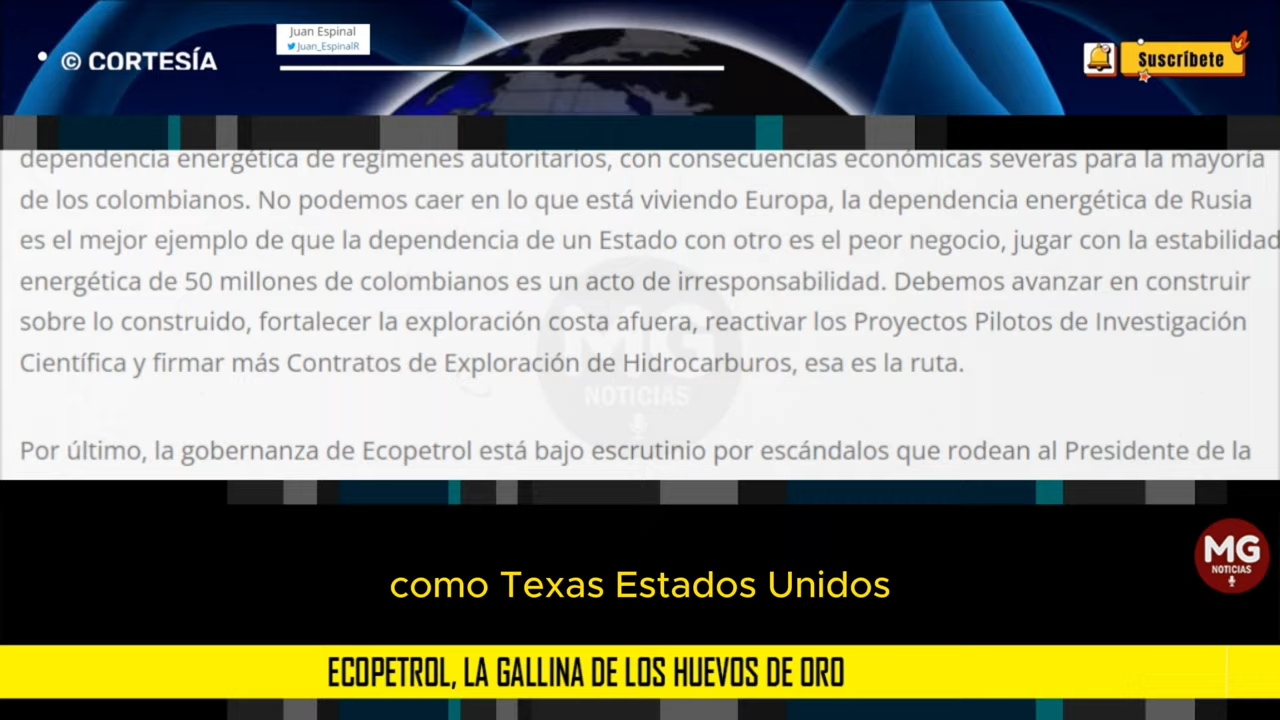 Juan Espinal
Juan_EspinalR
© CORTESÍA
Suscríbete
dependencia energética de regímenes autoritarios, con consecuencias económicas severas para la mayoría
de los colombianos. No podemos caer en lo que está viviendo Europa, la dependencia energética de Rusia
es el mejor ejemplo de que la dependencia de un Estado con otro es el peor negocio, jugar con la estabilidad
energética de 50 millones de colombianos es un acto de irresponsabilidad. Debemos avanzar en construir
sobre lo construido, fortalecer la exploración costa afuera, reactivar los Proyectos Pilotos de Investigación
Científica y firmar más Contratos de Exploración de Hidrocarburos, esa es la ruta.
MG
NOTICIAS
Por último, la gobernanza de Ecopetrol está bajo escrutinio por escándalos que rodean al Presidente de la
MG
NOTICIAS
como Texas Estados Unidos
ECOPETROL, LA GALLINA DE LOS HUEVOS DE ORO